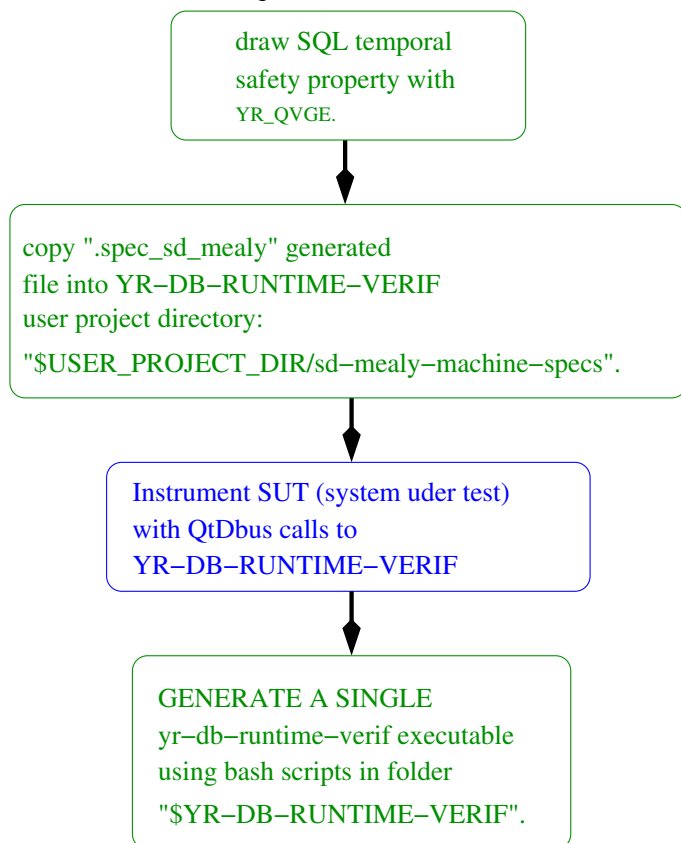 draw SQL temporal
safety property with
YR_QVGE.
copy ".spec_sd_mealy" generated
file into YR−DB−RUNTIME−VERIF
user project directory:
"$USER_PROJECT_DIR/sd−mealy−machine−specs".
Instrument SUT (system uder test)
with QtDbus calls to
YR−DB−RUNTIME−VERIF
GENERATE A SINGLE
yr−db−runtime−verif executable
using bash scripts in folder
"$YR−DB−RUNTIME−VERIF".